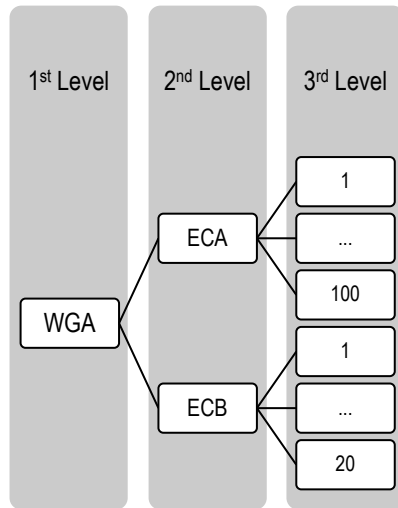 1st Level
2nd Level
3rd Level
1
ECA
...
100
WGA
1
ECB
...
20